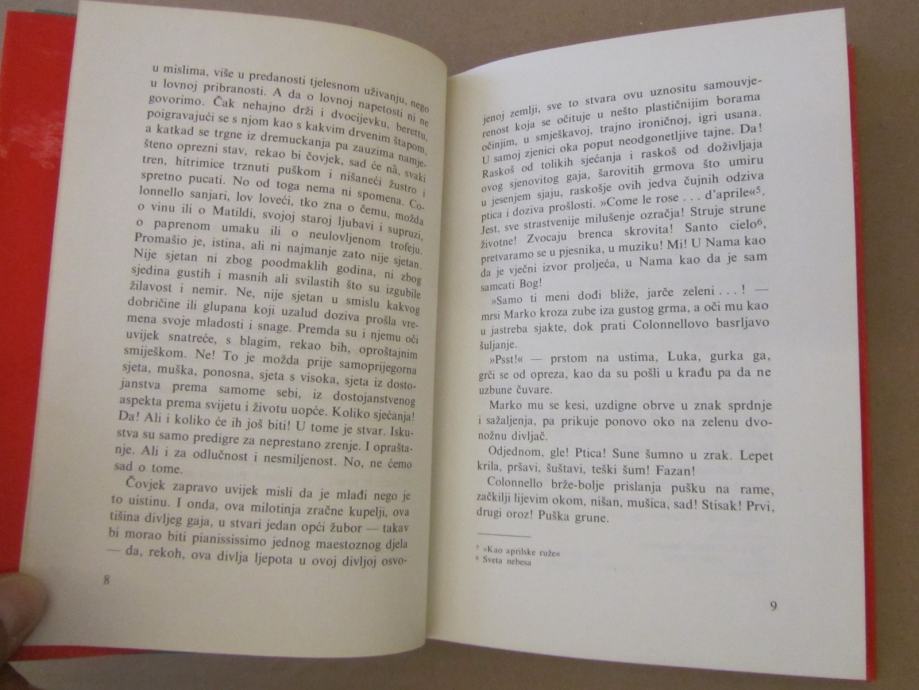 u mislima, više u predanosti tjelesnom uživanju, nego
u lovnoj pribranosti. A da o lovnoj napetosti ni ne
govorimo. Čak nehajno drži i dvocijevku, berettu,
poigravajući se s njom kao s kakvim drvenim štapom,
a katkad se trgne iz dremuckanja pa zauzima namje-
šteno oprezni stav, rekao bi čovjek, sad će nâ, svaki
tren, hitrimice trznuti puškom i nišaneći žustro i
spretno pucati. No od toga nema ni spomena. Co-
lonnello sanjari, lov loveći, tko zna o čemu, možda
o vinu ili o Matildi, svojoj staroj ljubavi i supruzi,
o paprenom umaku ili o neulovljenom trofeju.
Promašio je, istina, ali ni najmanje zato nije sjetan.
Nije sjetan ni zbog poodmaklih godina, ni zbog
sjedina gustih i masnih ali svilastih što su izgubile
žilavost i nemir. Ne, nije sjetan u smislu kakvog
dobričine ili glupana koji uzalud doziva prošla vre-
mena svoje mladosti i snage. Premda su i njemu oči
uvijek snatreće, s blagim, rekao bih, oproštajnim
smiješkom. Ne! To je možda prije samoprijegorna
sjeta, muška, ponosna, sjeta s visoka, sjeta iz dosto-
janstva prema samome sebi, iz dostojanstvenog
aspekta prema svijetu i životu uopće. Koliko sjećanja!
Da! Ali i koliko će ih još biti! U tome je stvar. Isku-
stva su samo predigre za neprestano zrenje. I oprašta-
nje. Ali i za odlučnost i nesmiljenost. No, ne ćemo
sad o tome.
Čovjek zapravo uvijek misli da je mlađi nego je
to uistinu. I onda, ova milotinja zračne kupelji, ova
tišina divljeg gaja, u stvari jedan opći žubor — takav
bi morao biti pianississimo jednog maestoznog djela
— da, rekoh, ova divlja ljepota u ovoj divljoj osvo-
8
jenoj zemlji, sve to stvara ovu uznositu samouvje-
renost koja se očituje u nešto plastičnijim borama
očinjim, u smješkavoj, trajno ironičnoj, igri usana.
U samoj zjenici oka poput neodgonetljive tajne. Da!
Raskoš od tolikih sjećanja i raskoš od doživljaja
ovog sjenovitog gaja, šarovitih grmova što umiru
u jesenjem sjaju, raskošje ovih jedva čujnih odziva
ptica i doziva prošlosti. »Come le rose . . . d'aprile«⁵.
Jest, sve strastvenije milušenje ozračja! Struje strune
životne! Zvocaju brenca skrovita! Santo cielo⁶,
pretvaramo se u pjesnika, u muziku! Mi! U Nama kao
da je vječni izvor proljeća, u Nama kao da je sam
samcati Bog!
»Samo ti meni dođi bliže, jarče zeleni . . . ! —
mrsi Marko kroza zube iza gustog grma, a oči mu kao
u jastreba sjakte, dok prati Colonnellovo basrljavo
šuljanje.
»Psst!« — prstom na ustima, Luka, gurka ga,
grči se od opreza, kao da su pošli u krađu pa da ne
uzbune čuvare.
Marko mu se kesi, uzdigne obrve u znak sprdnje
i sažaljenja, pa prikuje ponovo oko na zelenu dvo-
nožnu divljač.
Odjednom, gle! Ptica! Sune šumno u zrak. Lepet
krila, pršavi, šuštavi, teški šum! Fazan!
Colonnello brže-bolje prislanja pušku na rame,
začkilji lijevim okom, nišan, mušica, sad! Stisak! Prvi,
drugi oroz! Puška grune.
⁵ »Kao aprilske ruže«
⁶ Sveta nebesa
9